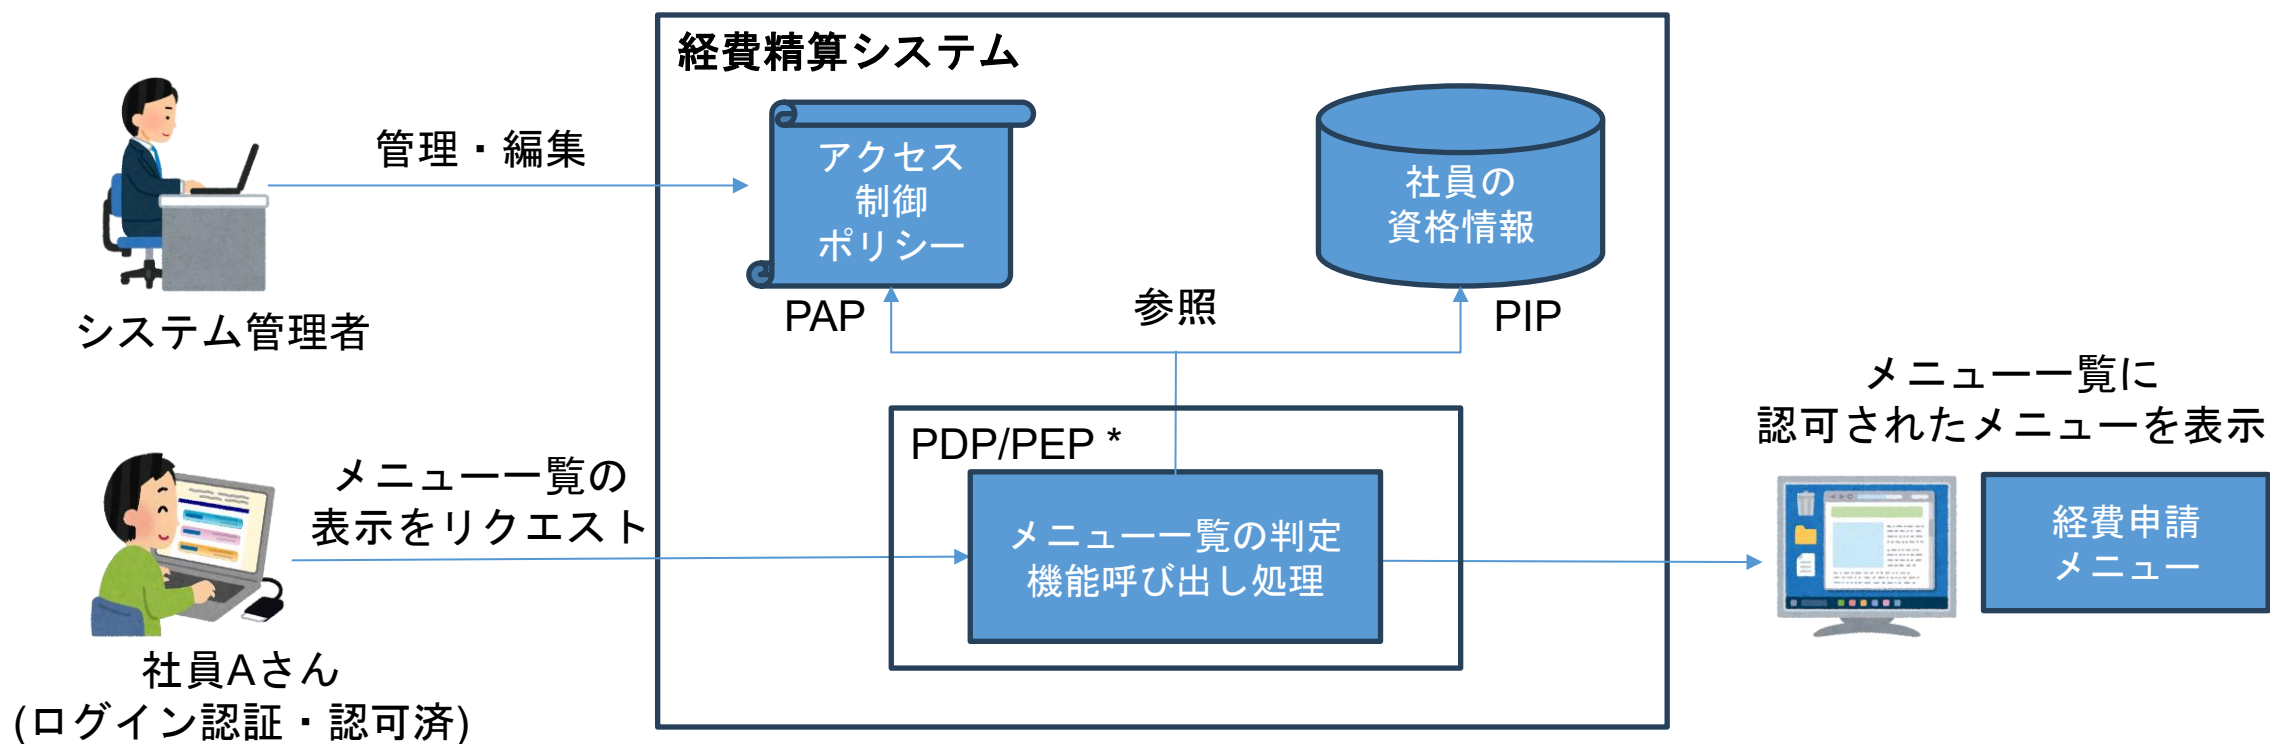 経費精算システム
管理・編集
アクセス
制御
ポリシー
社員の
資格情報
PAP
参照
PIP
システム管理者
メニュー一覧に
認可されたメニューを表示
PDP/PEP *
メニュー一覧の
表示をリクエスト
メニュー一覧の判定
機能呼び出し処理
経費申請
メニュー
社員Aさん
(ログイン認証・認可済)